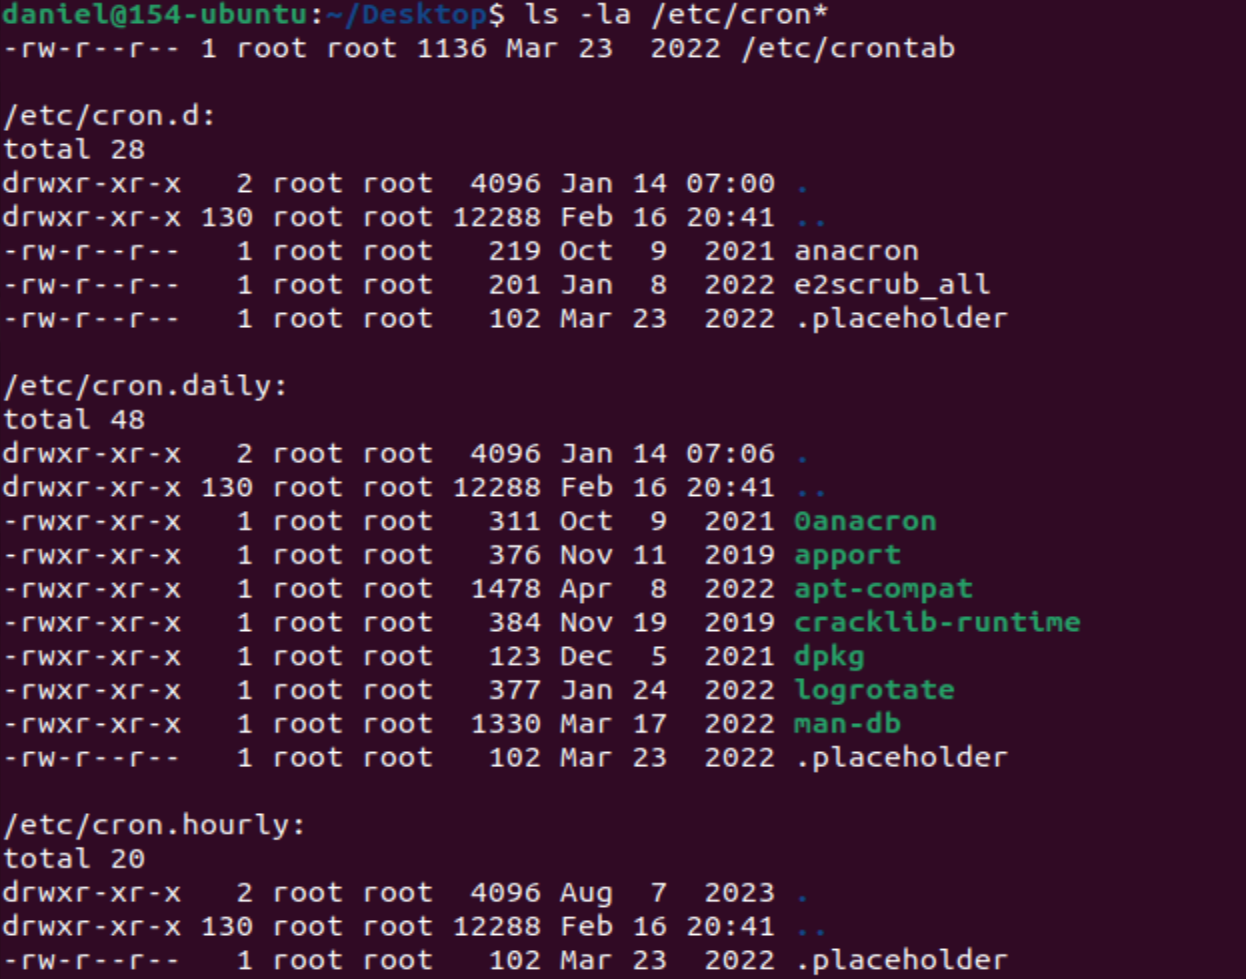 daniel@154-ubuntu:~/Desktop$ ls -la /etc/cron*
-rw-r--r-- 1 root root 1136 Mar 23  2022 /etc/crontab

/etc/cron.d:
total 28
drwxr-xr-x   2 root root  4096 Jan 14 07:00 .
drwxr-xr-x 130 root root 12288 Feb 16 20:41 ..
-rw-r--r--   1 root root   219 Oct  9  2021 anacron
-rw-r--r--   1 root root   201 Jan  8  2022 e2scrub_all
-rw-r--r--   1 root root   102 Mar 23  2022 .placeholder

/etc/cron.daily:
total 48
drwxr-xr-x   2 root root  4096 Jan 14 07:06 .
drwxr-xr-x 130 root root 12288 Feb 16 20:41 ..
-rwxr-xr-x   1 root root   311 Oct  9  2021 0anacron
-rwxr-xr-x   1 root root   376 Nov 11  2019 apport
-rwxr-xr-x   1 root root  1478 Apr  8  2022 apt-compat
-rwxr-xr-x   1 root root   384 Nov 19  2019 cracklib-runtime
-rwxr-xr-x   1 root root   123 Dec  5  2021 dpkg
-rwxr-xr-x   1 root root   377 Jan 24  2022 logrotate
-rwxr-xr-x   1 root root  1330 Mar 17  2022 man-db
-rw-r--r--   1 root root   102 Mar 23  2022 .placeholder

/etc/cron.hourly:
total 20
drwxr-xr-x   2 root root  4096 Aug  7  2023 .
drwxr-xr-x 130 root root 12288 Feb 16 20:41 ..
-rw-r--r--   1 root root   102 Mar 23  2022 .placeholder